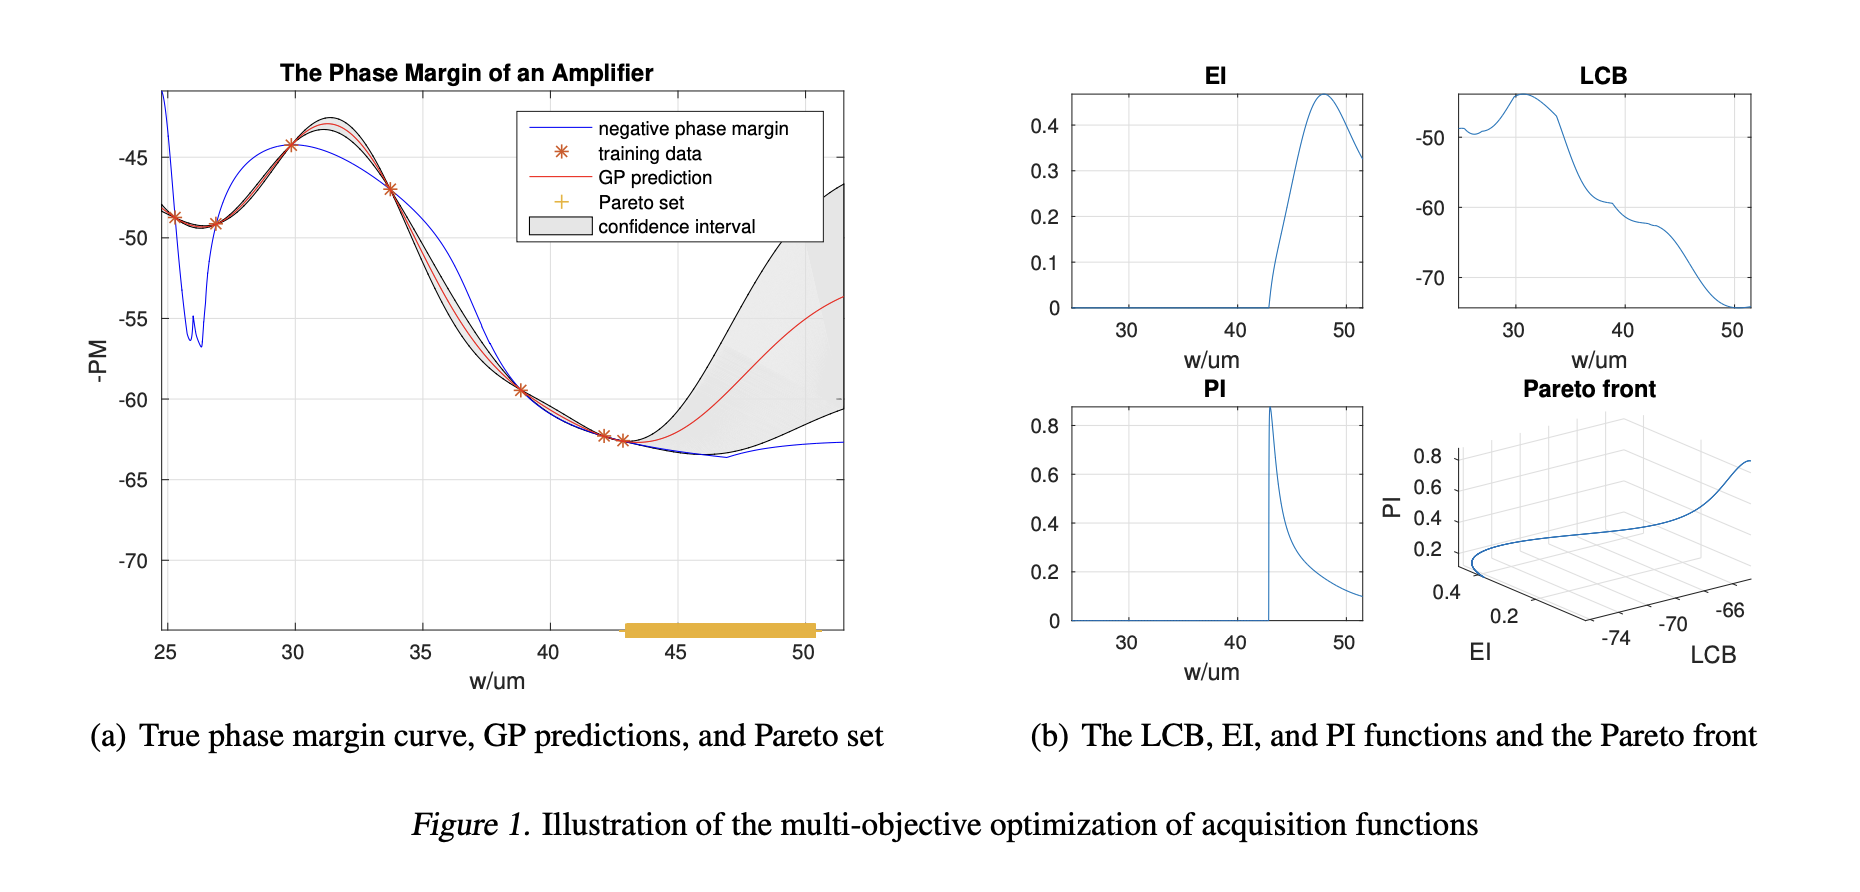 The Phase Margin of an Amplifier
negative phase margin
training data
GP prediction
Pareto set
confidence interval
-45
-50
-55
-60
-65
-70
-PM
25 30 35 40 45 50
w/um
EI
0.4
0.3
0.2
0.1
0
30 40 50
w/um
LCB
-50
-60
-70
30 40 50
w/um
PI
0.8
0.6
0.4
0.2
0
30 40 50
w/um
Pareto front
0.8
0.6
0.4
0.2
PI
0.4
0.2
EI
-74
-70
-66
LCB
(a) True phase margin curve, GP predictions, and Pareto set
(b) The LCB, EI, and PI functions and the Pareto front
Figure 1. Illustration of the multi-objective optimization of acquisition functions